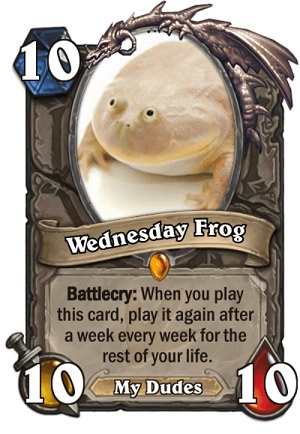 10
Wednesday Frog
Battlecry: When you play
this card, play it again after
a week every week for the
rest of your life.
10
My Dudes
10